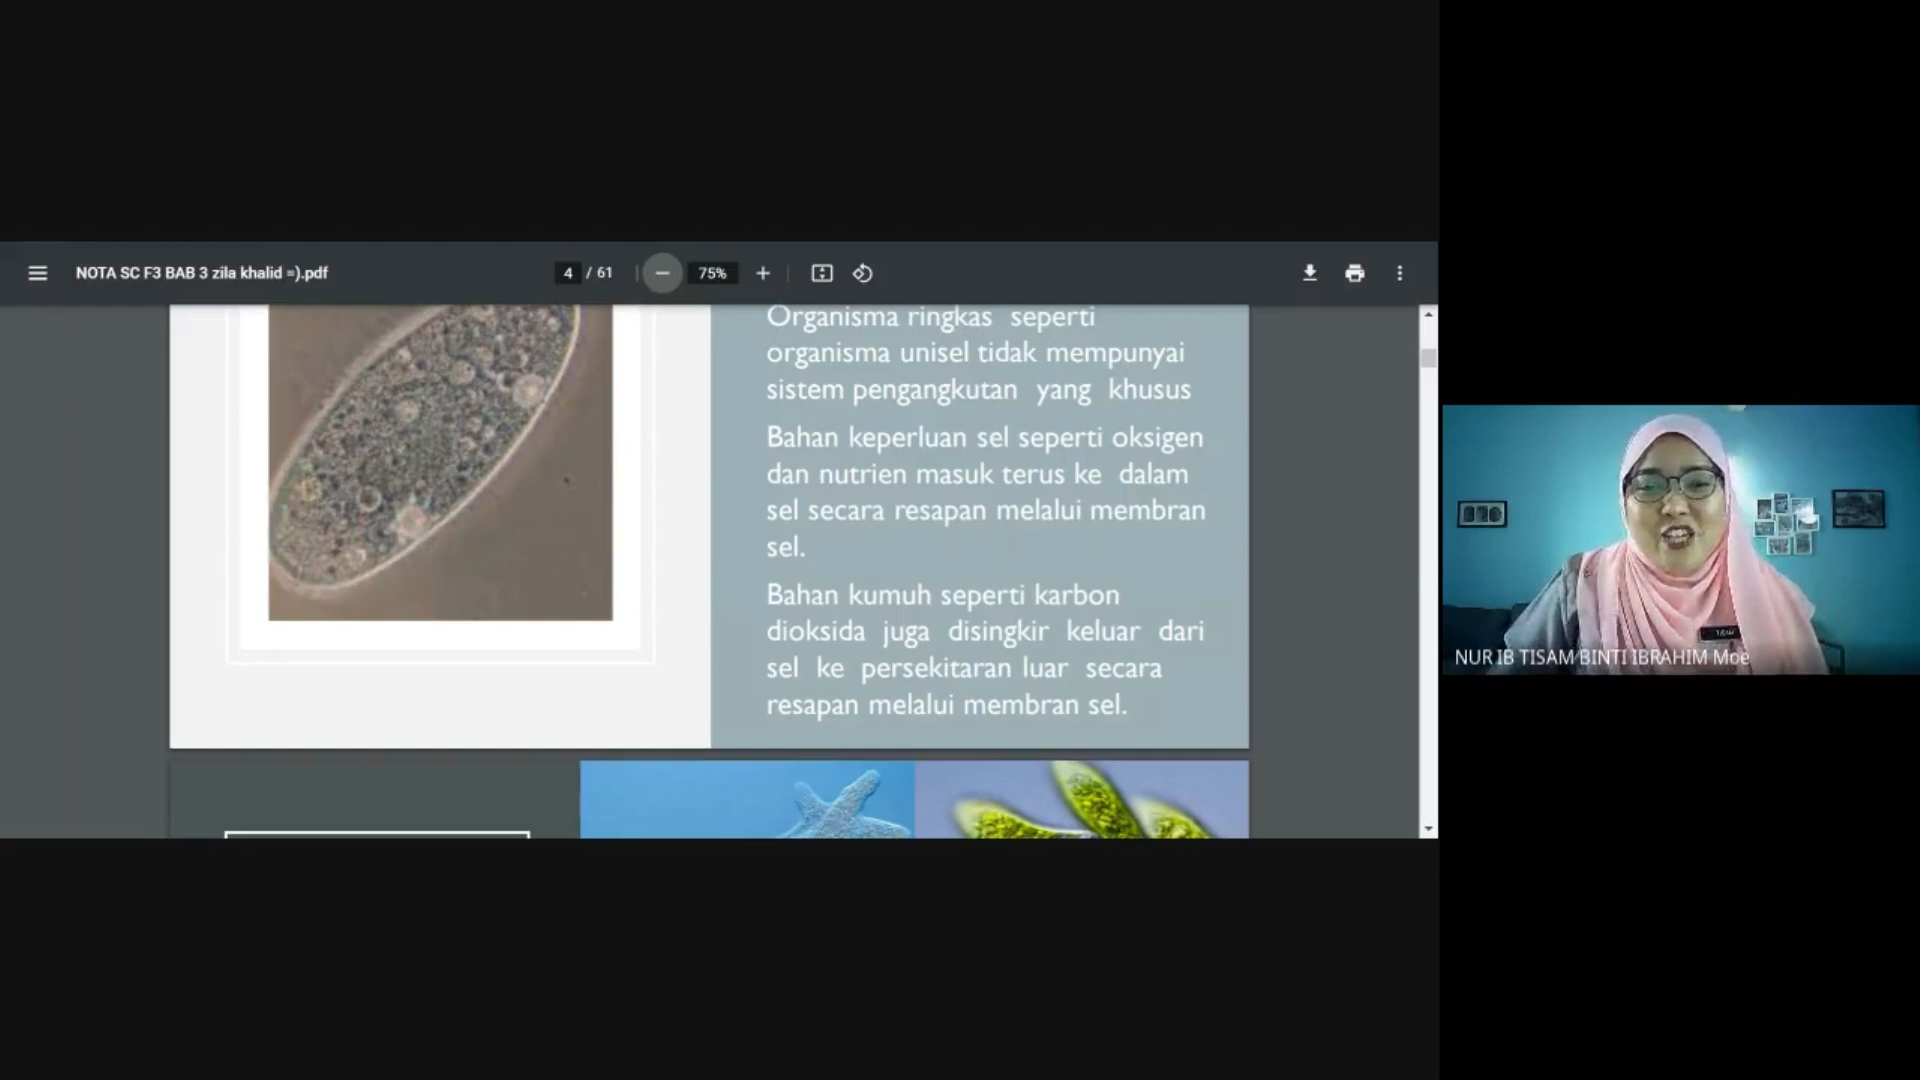 NOTA SC F3 BAB 3 zila khalid =).pdf
4 / 61
75%
Organisma ringkas seperti
organisma unisel tidak mempunyai
sistem pengangkutan yang khusus
Bahan keperluan sel seperti oksigen
dan nutrien masuk terus ke dalam
sel secara resapan melalui membran
sel.
Bahan kumuh seperti karbon
dioksida juga disingkir keluar dari
sel ke persekitaran luar secara
resapan melalui membran sel.
NUR IB TISAM BINTI IBRAHIM Moe